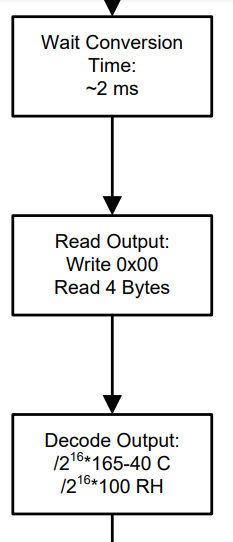 Wait Conversion
Time:
~2 ms
Read Output:
Write 0x00
Read 4 Bytes
Decode Output:
/2¹⁶*165-40 C
/2¹⁶*100 RH